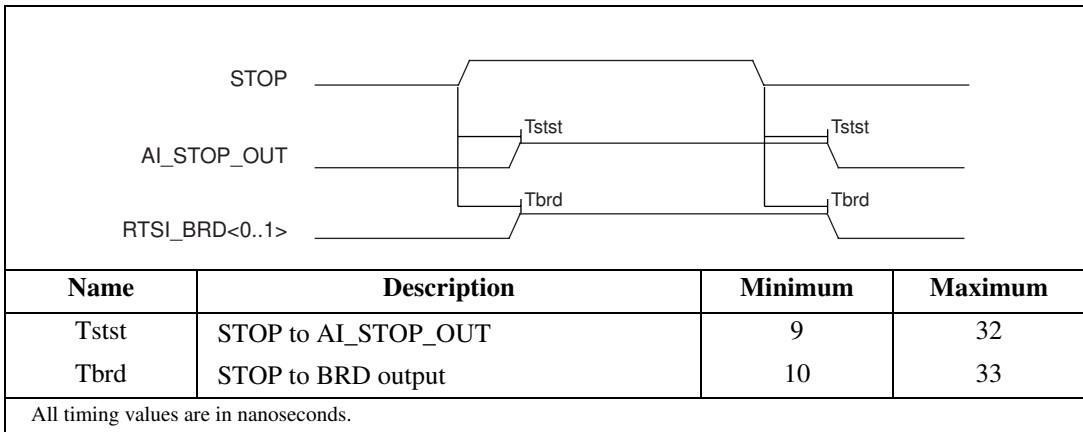 STOP
Tstst Tstst
AI_STOP_OUT
Tbrd Tbrd
RTSI_BRD<0..1>
Name Description Minimum Maximum
Tstst STOP to AI_STOP_OUT 9 32
Tbrd STOP to BRD output 10 33
All timing values are in nanoseconds.